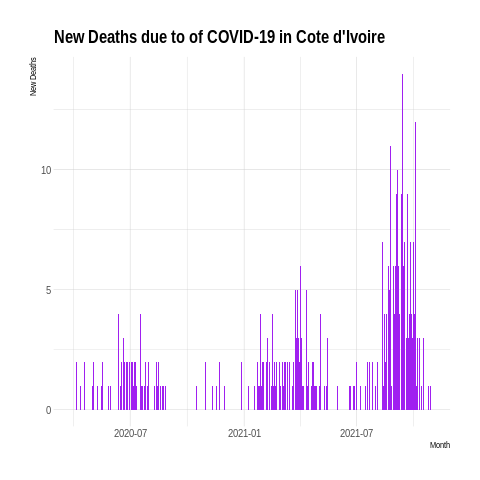 New Deaths due to of COVID-19 in Cote d'Ivoire
New Deaths
10
5
0
2020-07
2021-01
2021-07
Month